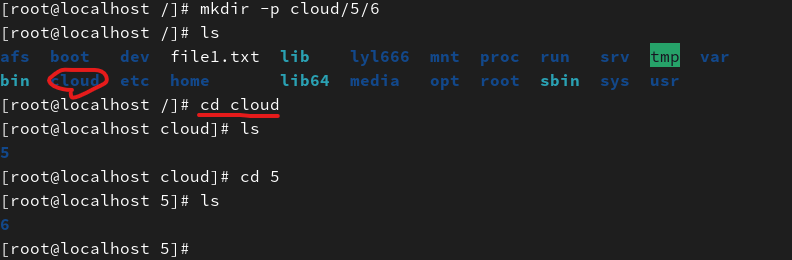 [root@localhost /]# mkdir -p cloud/5/6
[root@localhost /]# ls
afs boot dev file1.txt lib lyl666 mnt proc run srv tmp var
bin cloud etc home lib64 media opt root sbin sys usr
[root@localhost /]# cd cloud
[root@localhost cloud]# ls
5
[root@localhost cloud]# cd 5
[root@localhost 5]# ls
6
[root@localhost 5]#